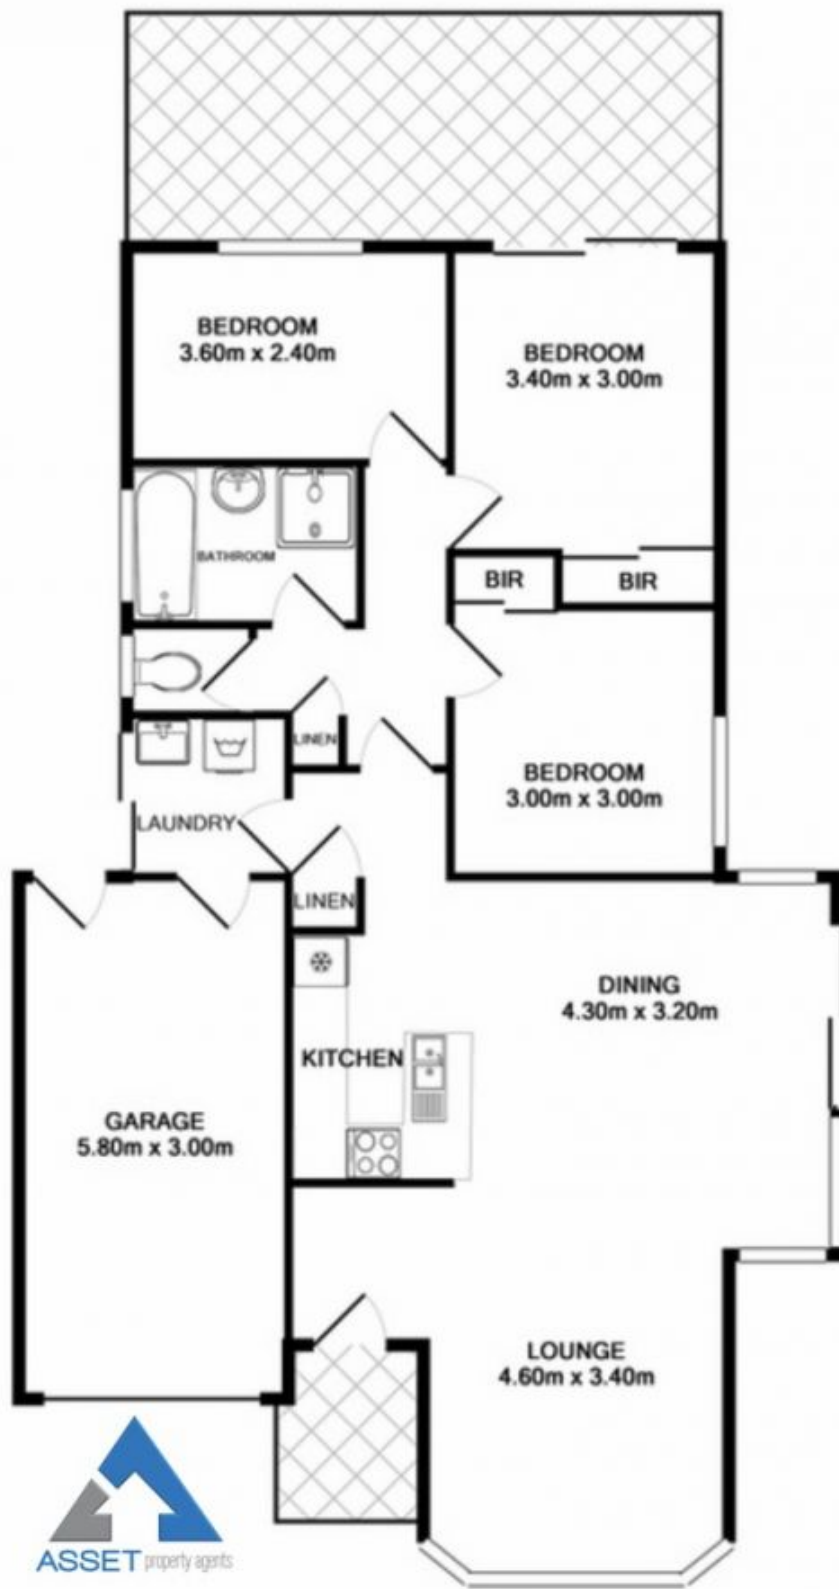 BEDROOM
3.60m x 2.40m
BEDROOM
3.40m x 3.00m
BATHROOM
BIR
BIR
LINEN
BEDROOM
3.00m x 3.00m
LAUNDRY
LINEN
DINING
4.30m x 3.20m
KITCHEN
GARAGE
5.80m x 3.00m
LOUNGE
4.60m x 3.40m
ASSET property agents